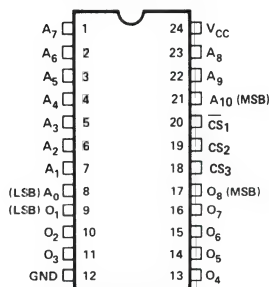 A7 1 24 VCC
A6 2 23 A8
A5 3 22 A9
A4 4 21 A10 (MSB)
A3 5 20 C̅S̅1
A2 6 19 CS2
A1 7 18 CS3
(LSB) A0 8 17 O8 (MSB)
(LSB) O1 9 16 O7
O2 10 15 O6
O3 11 14 O5
GND 12 13 O4